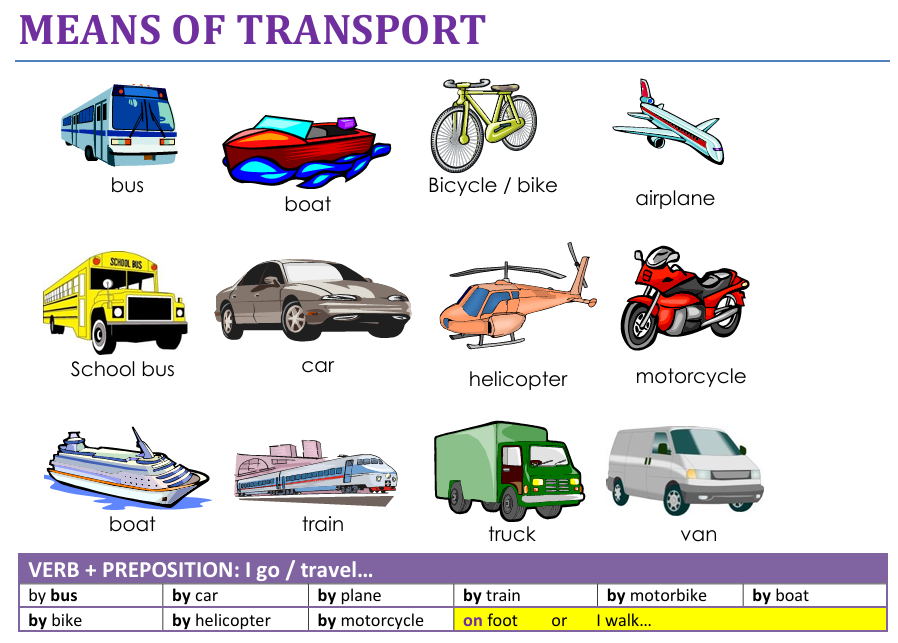 MEANS OF TRANSPORT
bus
boat
Bicycle / bike
airplane
SCHOOL BUS
School bus
car
helicopter
motorcycle
boat
train
truck
van
VERB + PREPOSITION: I go / travel…
by bus by car by plane by train by motorbike by boat
by bike by helicopter by motorcycle on foot or I walk…